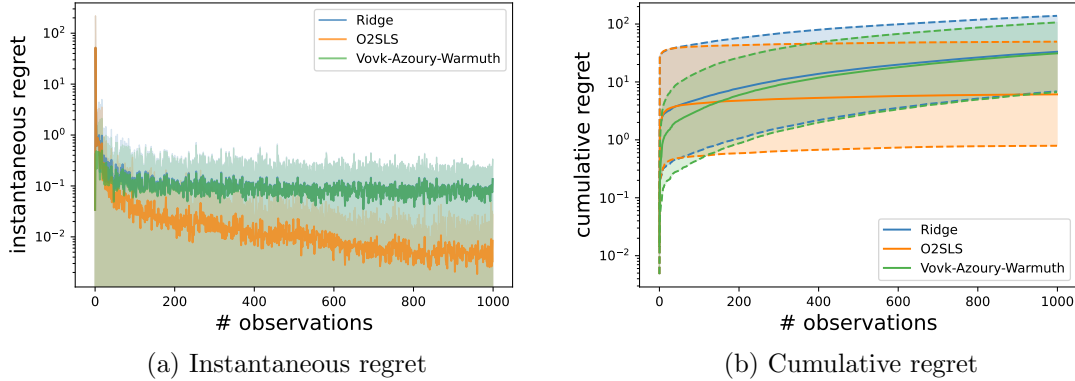 Ridge
O2SLS
Vovk-Azoury-Warmuth
instantaneous regret
10²
10¹
10⁰
10⁻¹
10⁻²
0 200 400 600 800 1000
# observations
(a) Instantaneous regret
cumulative regret
10²
10¹
10⁰
10⁻¹
10⁻²
Ridge
O2SLS
Vovk-Azoury-Warmuth
0 200 400 600 800 1000
# observations
(b) Cumulative regret